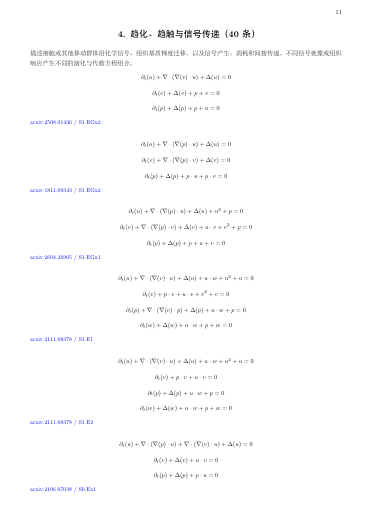 11
4. 趋化、趋触与信号传递（40 条）
描述细胞或其他移动群体沿化学信号、组织基质梯度迁移、以及信号产生、消耗和间接传递。不同信号驰豫或组织
响应产生不同的演化与代数方程组合。
∂ₜ(u) + ∇ · (∇(v) · u) + Δ(u) = 0
∂ₜ(v) + Δ(v) + p + v = 0
∂ₜ(p) + Δ(p) + p + u = 0
arxiv:2508.01436 / S1.EGx2
∂ₜ(u) + ∇ · (∇(p) · u) + Δ(u) = 0
∂ₜ(v) + ∇ · (∇(p) · v) + Δ(v) = 0
∂ₜ(p) + Δ(p) + p · u + p · v = 0
arxiv:1811.09343 / S1.EGx2
∂ₜ(u) + ∇ · (∇(p) · u) + Δ(u) + u² + p = 0
∂ₜ(v) + ∇ · (∇(p) · v) + Δ(v) + u · v + v² + p = 0
∂ₜ(p) + Δ(p) + p + u + v = 0
arxiv:2604.26905 / S1.EGx1
∂ₜ(u) + ∇ · (∇(v) · u) + Δ(u) + u · w + u² + u = 0
∂ₜ(v) + p · v + u · v + v² + v = 0
∂ₜ(p) + ∇ · (∇(v) · p) + Δ(p) + u · w + p = 0
∂ₜ(w) + Δ(w) + u · w + p + w = 0
arxiv:2111.08378 / S1.E1
∂ₜ(u) + ∇ · (∇(v) · u) + Δ(u) + u · w + u² + u = 0
∂ₜ(v) + p · v + u · v = 0
∂ₜ(p) + Δ(p) + u · w + p = 0
∂ₜ(w) + Δ(w) + u · w + p + w = 0
arxiv:2111.08378 / S1.E2
∂ₜ(u) + ∇ · (∇(p) · u) + ∇ · (∇(v) · u) + Δ(u) = 0
∂ₜ(v) + Δ(v) + u · v = 0
∂ₜ(p) + Δ(p) + p · u = 0
arxiv:2106.07038 / S0.Ex1